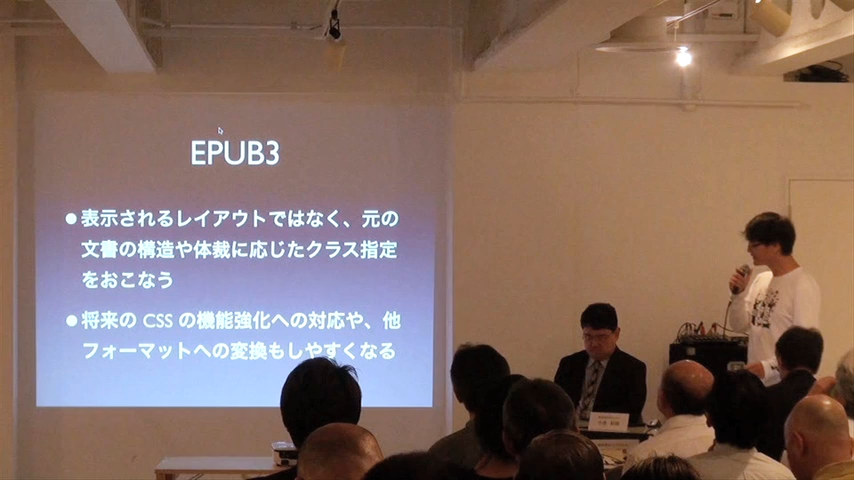 EPUB3
●表示されるレイアウトではなく、元の
文書の構造や体裁に応じたクラス指定
をおこなう
●将来の CSS の機能強化への対応や、他
フォーマットへの変換もしやすくなる